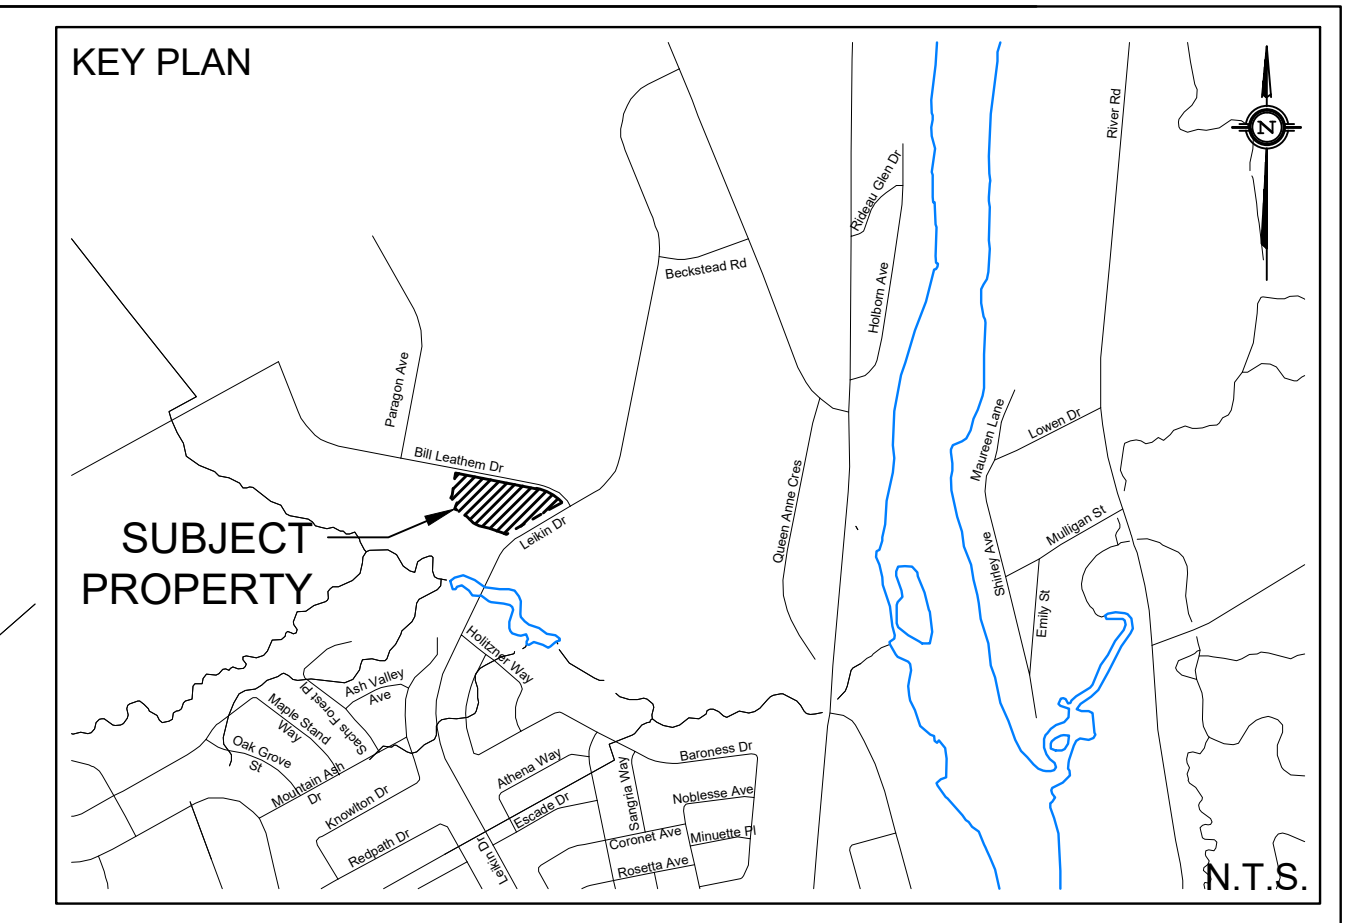 KEY PLAN
River Rd
N
Rideau Glen Dr
Beckstead Rd
Holborn Ave
Paragon Ave
Bill Leathem Dr
Maureen Lane
Lowen Dr
Queen Anne Cres
SUBJECT
PROPERTY
Leikin Dr
Mulligan St
Shirley Ave
Emily St
Holitzner Way
Ash Valley
Ave
Sachs Forest Pl
Maple Stand
Way
Oak Grove
St
Mountain Ash
Dr
Knowlton Dr
Redpath Dr
Leikin Dr
Athena Way
Escade Dr
Sangria Way
Baroness Dr
Noblesse Ave
Coronet Ave
Minuette Pl
Rosetta Ave
N.T.S.